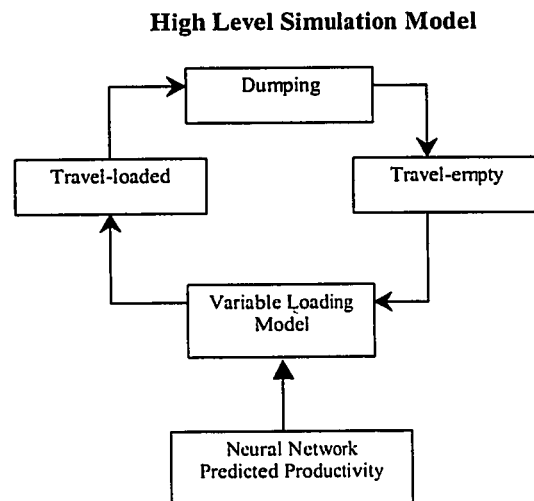 High Level Simulation Model
Dumping
Travel-loaded
Travel-empty
Variable Loading
Model
Neural Network
Predicted Productivity